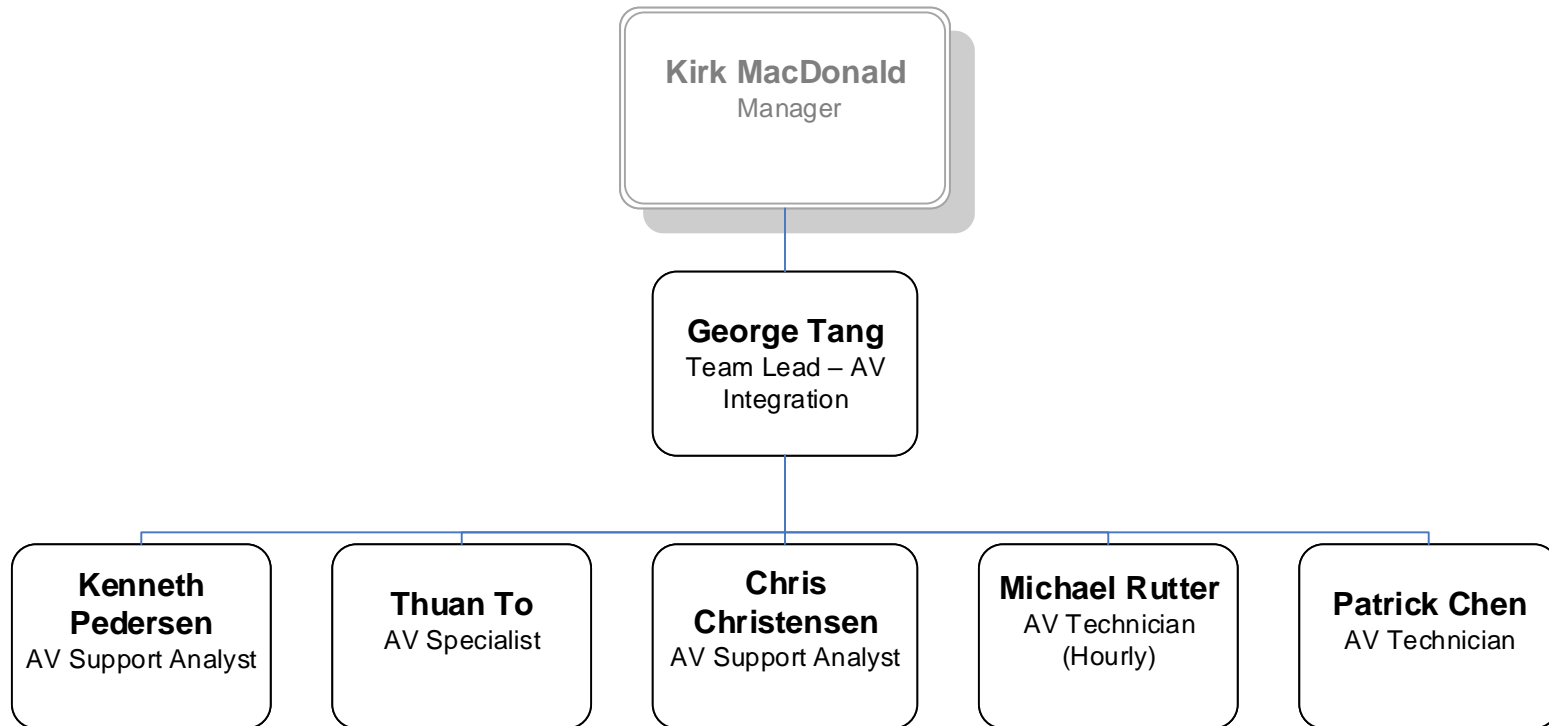 Kirk MacDonald
Manager
George Tang
Team Lead – AV
Integration
Kenneth
Pedersen
AV Support Analyst
Thuan To
AV Specialist
Chris
Christensen
AV Support Analyst
Michael Rutter
AV Technician
(Hourly)
Patrick Chen
AV Technician